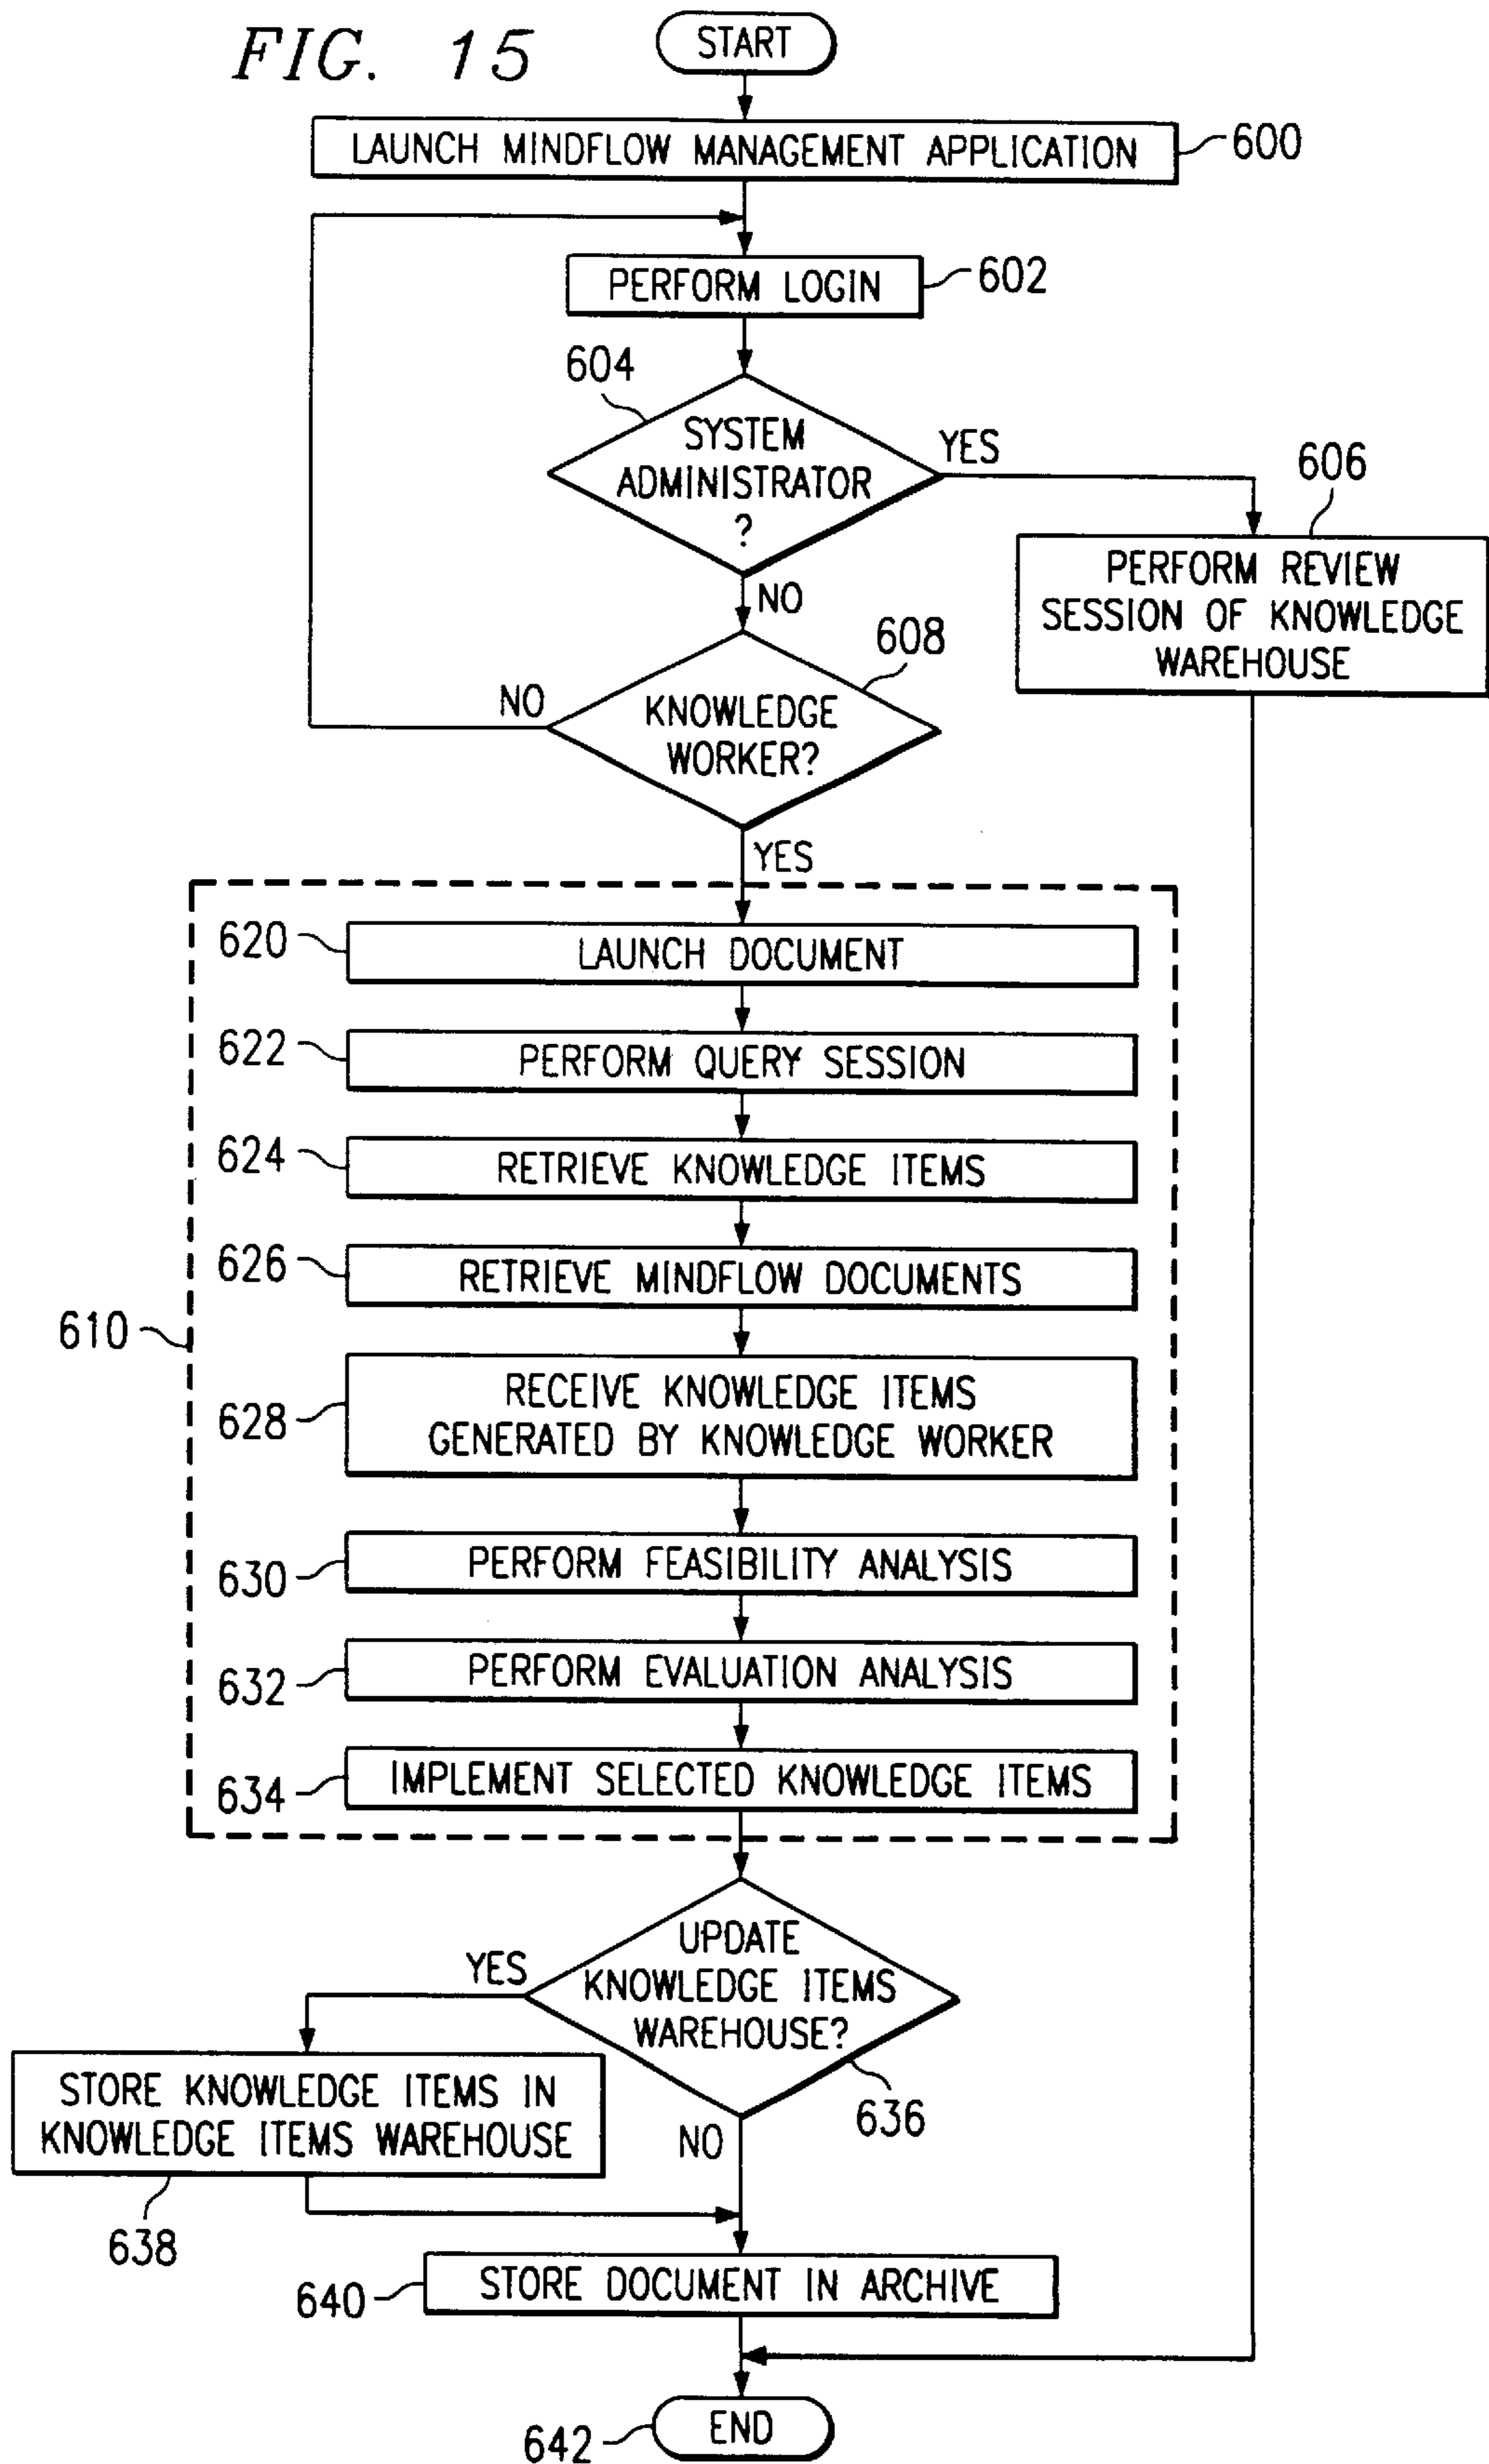 FIG. 15
START
LAUNCH MINDFLOW MANAGEMENT APPLICATION
600
PERFORM LOGIN
602
604
SYSTEM
ADMINISTRATOR
?
YES
NO
606
PERFORM REVIEW
SESSION OF KNOWLEDGE
WAREHOUSE
608
KNOWLEDGE
WORKER?
NO
YES
610
620
LAUNCH DOCUMENT
622
PERFORM QUERY SESSION
624
RETRIEVE KNOWLEDGE ITEMS
626
RETRIEVE MINDFLOW DOCUMENTS
628
RECEIVE KNOWLEDGE ITEMS
GENERATED BY KNOWLEDGE WORKER
630
PERFORM FEASIBILITY ANALYSIS
632
PERFORM EVALUATION ANALYSIS
634
IMPLEMENT SELECTED KNOWLEDGE ITEMS
UPDATE
KNOWLEDGE ITEMS
WAREHOUSE?
636
YES
NO
STORE KNOWLEDGE ITEMS IN
KNOWLEDGE ITEMS WAREHOUSE
638
STORE DOCUMENT IN ARCHIVE
640
END
642